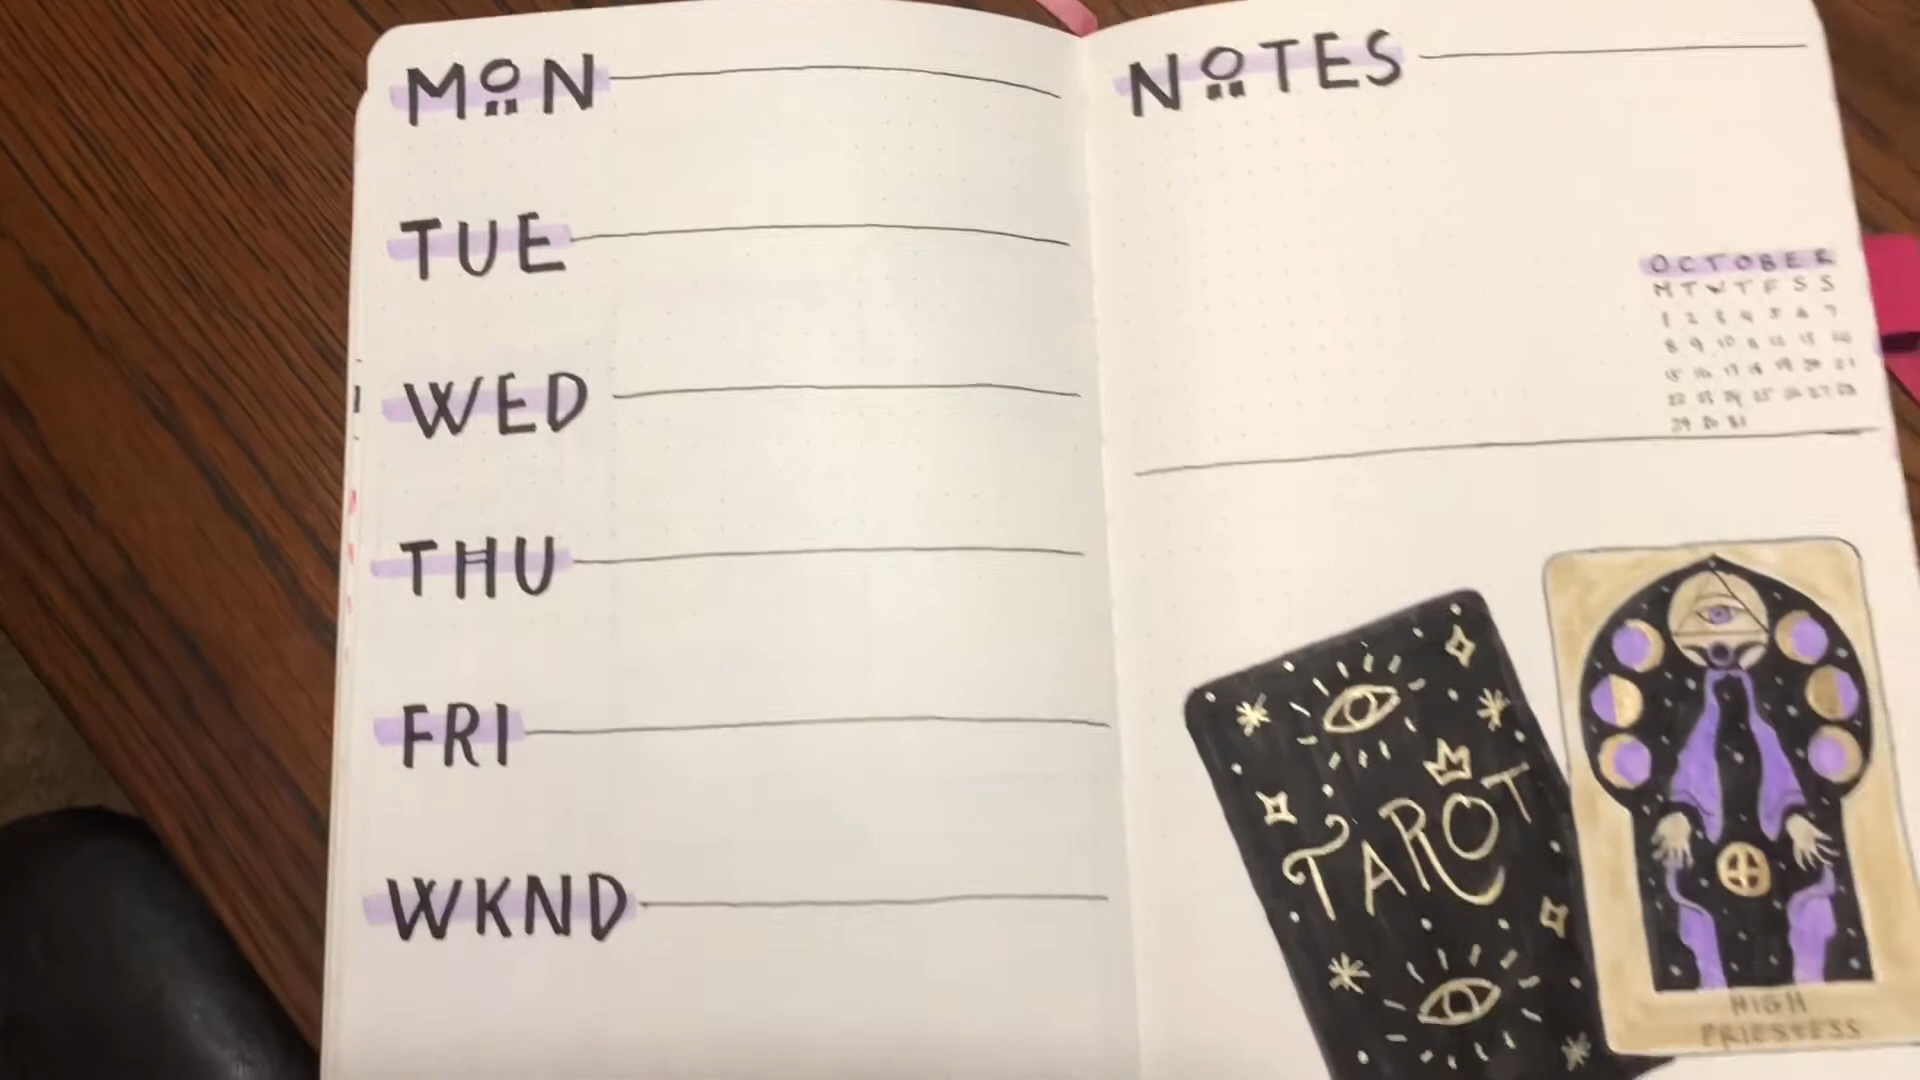 MON
TUE
WED
THU
FRI
WKND
NOTES
OCTOBER
M T W T F S S
1 2 3 4 5 6 7
8 9 10 11 12 13 14
15 16 17 18 19 20 21
22 23 24 25 26 27 28
29 30 31
TAROT
HIGH
PRIESTESS